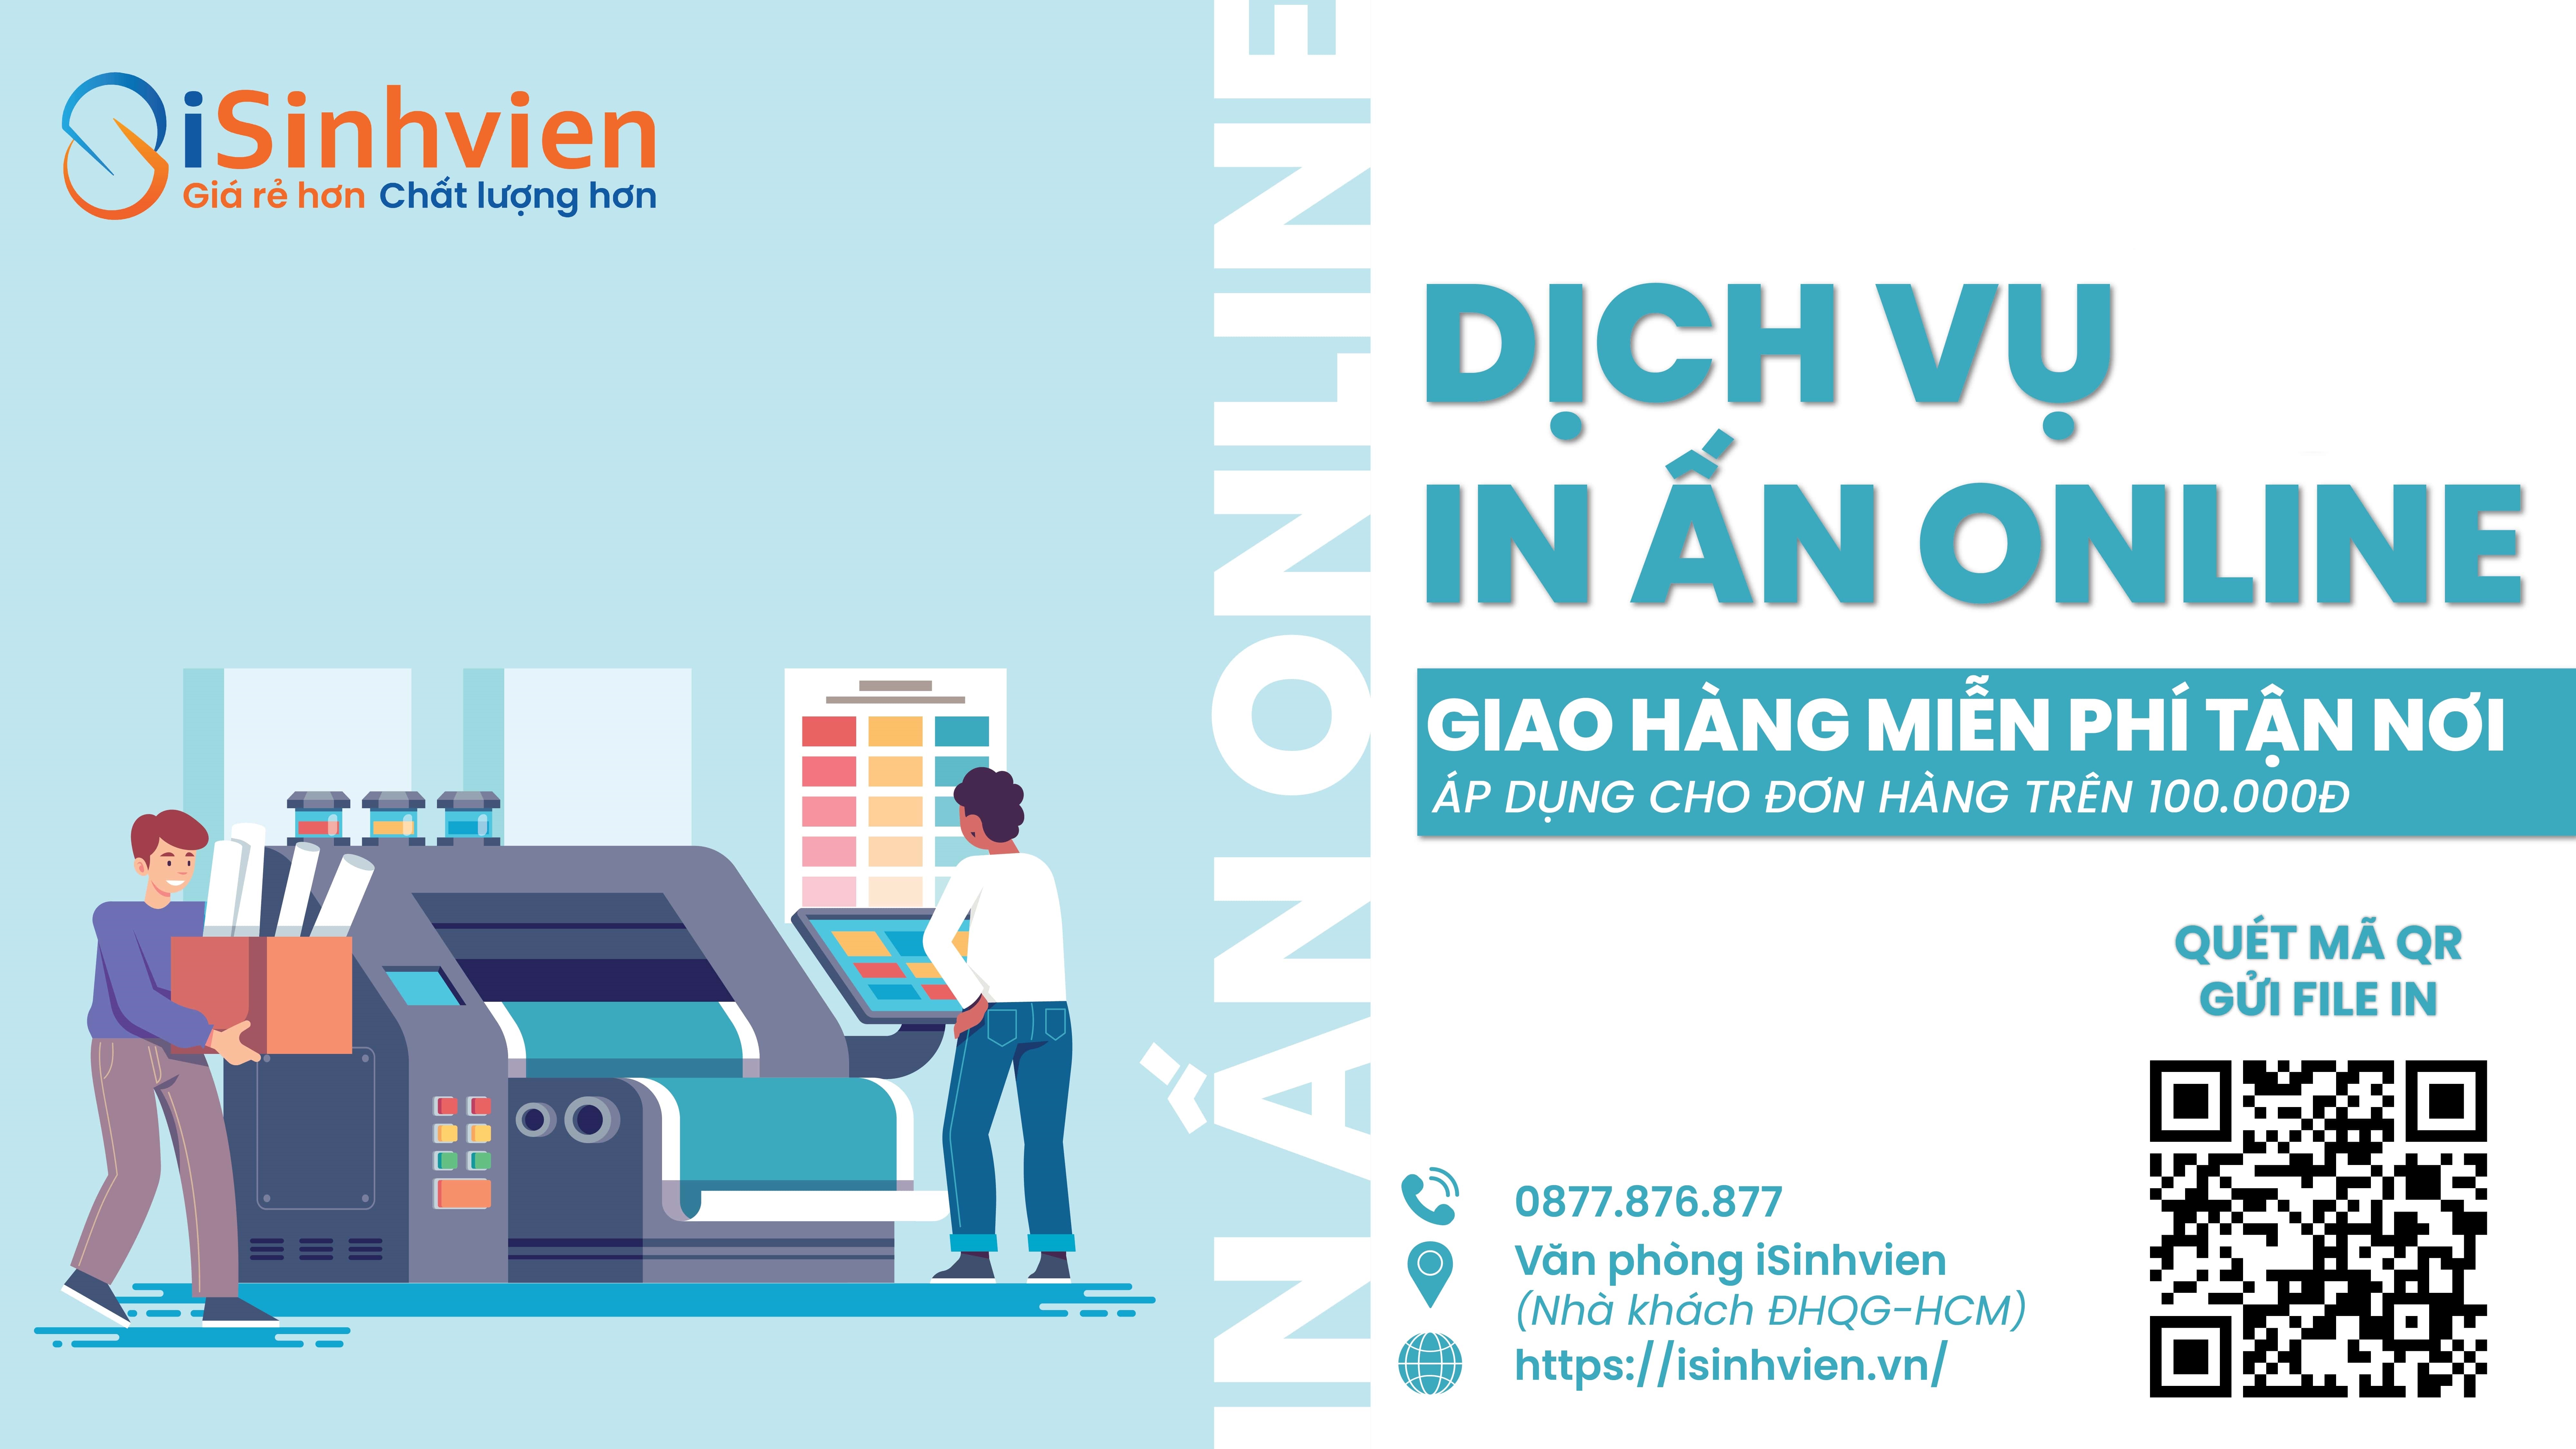 iSinhvien
Giá rẻ hơn Chất lượng hơn
IN ẤN ONLINE
DỊCH VỤ
IN ẤN ONLINE
GIAO HÀNG MIỄN PHÍ TẬN NƠI
ÁP DỤNG CHO ĐƠN HÀNG TRÊN 100.000Đ
QUÉT MÃ QR
GỬI FILE IN
0877.876.877
Văn phòng iSinhvien
(Nhà khách ĐHQG-HCM)
https://isinhvien.vn/